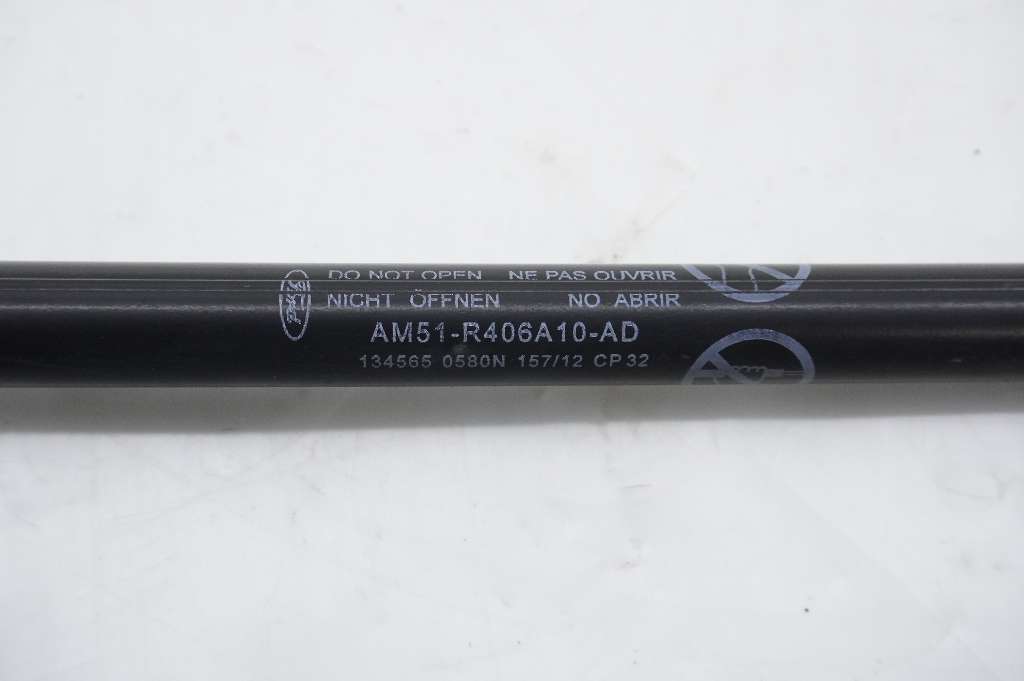 DO NOT OPEN NE PAS OUVRIR
NICHT ÖFFNEN NO ABRIR
AM51-R406A10-AD
134565 0580N 157/12 CP32